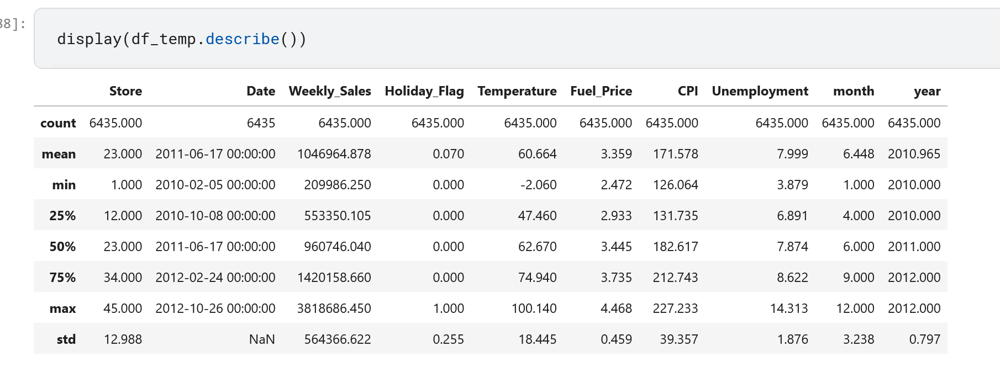 38]:
display(df_temp.describe())
Store Date Weekly_Sales Holiday_Flag Temperature Fuel_Price CPI Unemployment month year
count 6435.000 6435 6435.000 6435.000 6435.000 6435.000 6435.000 6435.000 6435.000 6435.000
mean 23.000 2011-06-17 00:00:00 1046964.878 0.070 60.664 3.359 171.578 7.999 6.448 2010.965
min 1.000 2010-02-05 00:00:00 209986.250 0.000 -2.060 2.472 126.064 3.879 1.000 2010.000
25% 12.000 2010-10-08 00:00:00 553350.105 0.000 47.460 2.933 131.735 6.891 4.000 2010.000
50% 23.000 2011-06-17 00:00:00 960746.040 0.000 62.670 3.445 182.617 7.874 6.000 2011.000
75% 34.000 2012-02-24 00:00:00 1420158.660 0.000 74.940 3.735 212.743 8.622 9.000 2012.000
max 45.000 2012-10-26 00:00:00 3818686.450 1.000 100.140 4.468 227.233 14.313 12.000 2012.000
std 12.988 NaN 564366.622 0.255 18.445 0.459 39.357 1.876 3.238 0.797